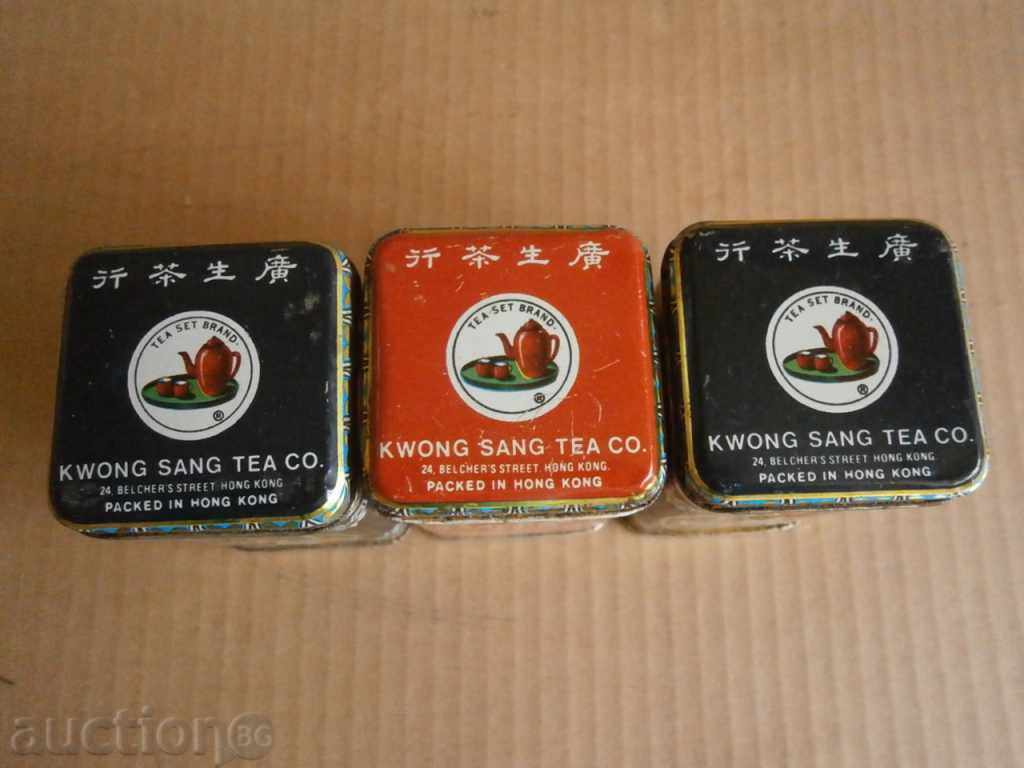 行茶生廣
TEA SET BRAND
®
KWONG SANG TEA CO.
24, BELCHER'S STREET HONG KONG
PACKED IN HONG KONG
行茶生廣
TEA SET BRAND
®
KWONG SANG TEA CO.
24, BELCHER'S STREET HONG KONG.
PACKED IN HONG KONG
行茶生廣
TEA SET BRAND
®
KWONG SANG TEA CO.
24, BELCHER'S STREET HONG KONG.
PACKED IN HONG KONG
auction BG